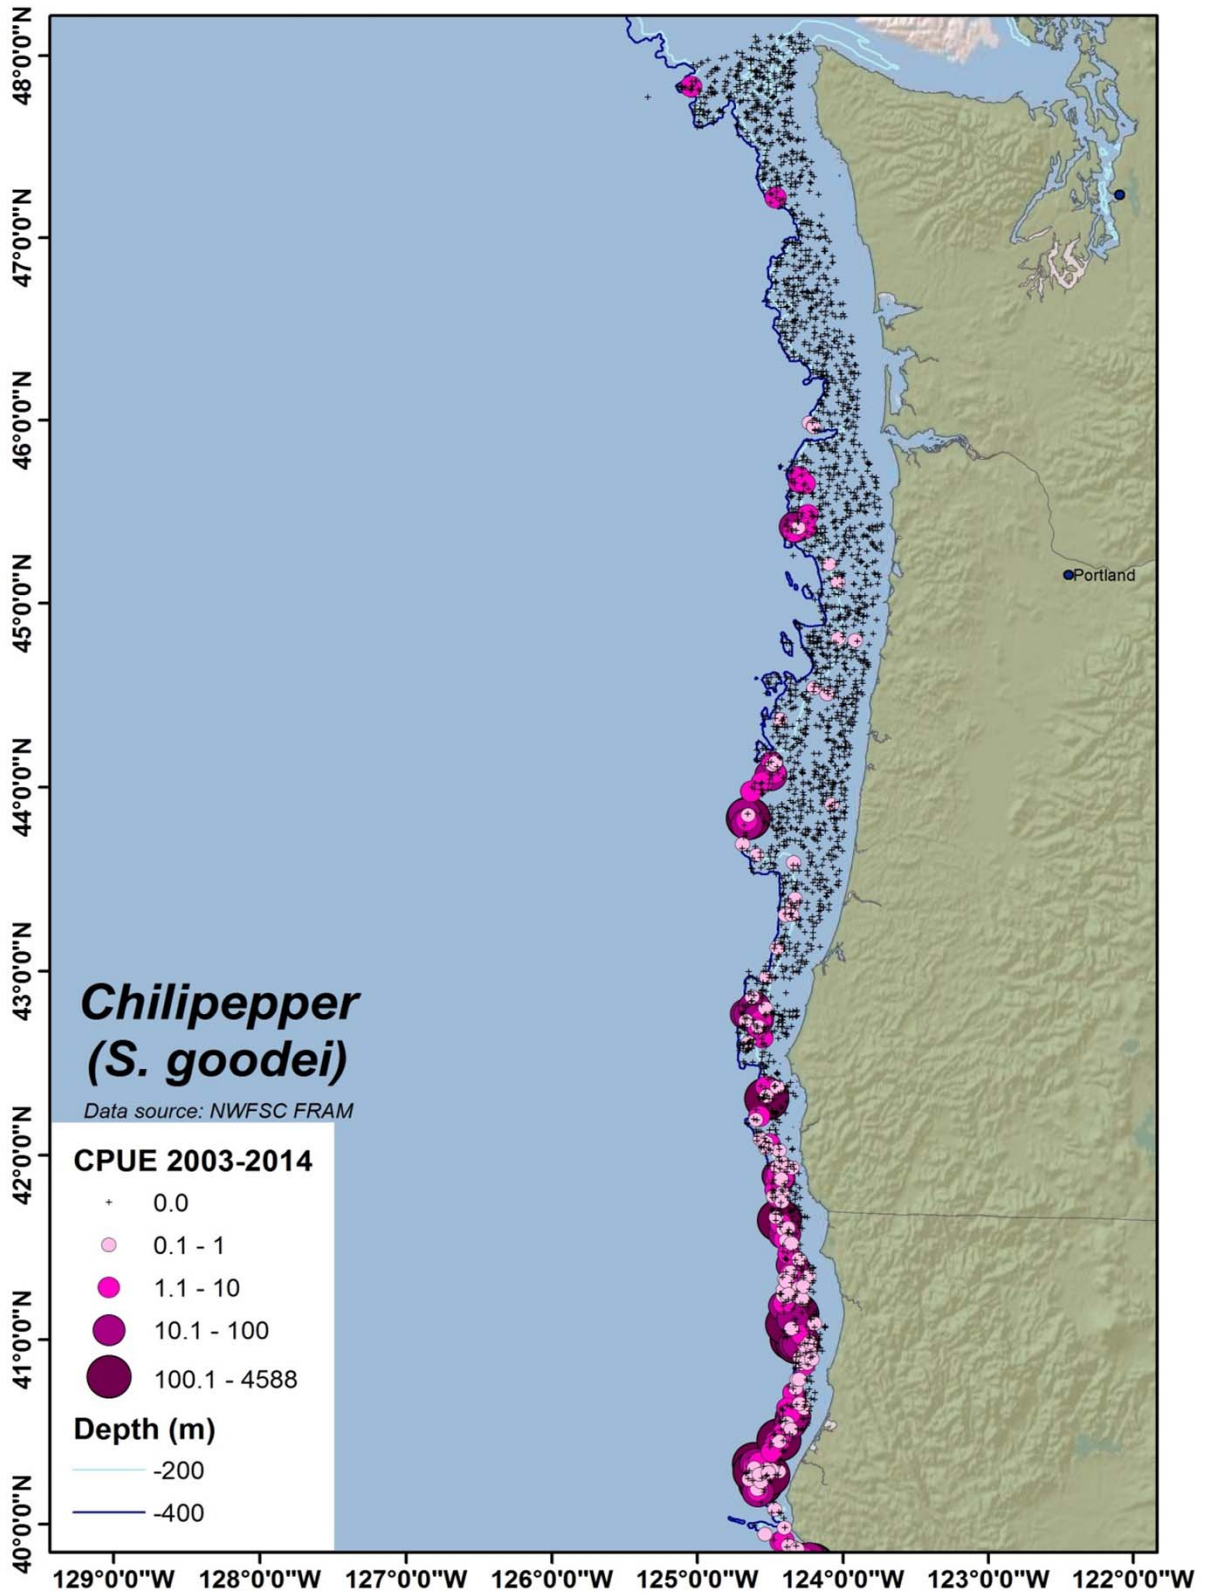 48°0'0"N
47°0'0"N
46°0'0"N
45°0'0"N
44°0'0"N
43°0'0"N
42°0'0"N
41°0'0"N
40°0'0"N
Portland
Chilipepper
(S. goodei)
Data source: NWFSC FRAM
CPUE 2003-2014
0.0
0.1 - 1
1.1 - 10
10.1 - 100
100.1 - 4588
Depth (m)
-200
-400
129°0'0"W 128°0'0"W 127°0'0"W 126°0'0"W 125°0'0"W 124°0'0"W 123°0'0"W 122°0'0"W